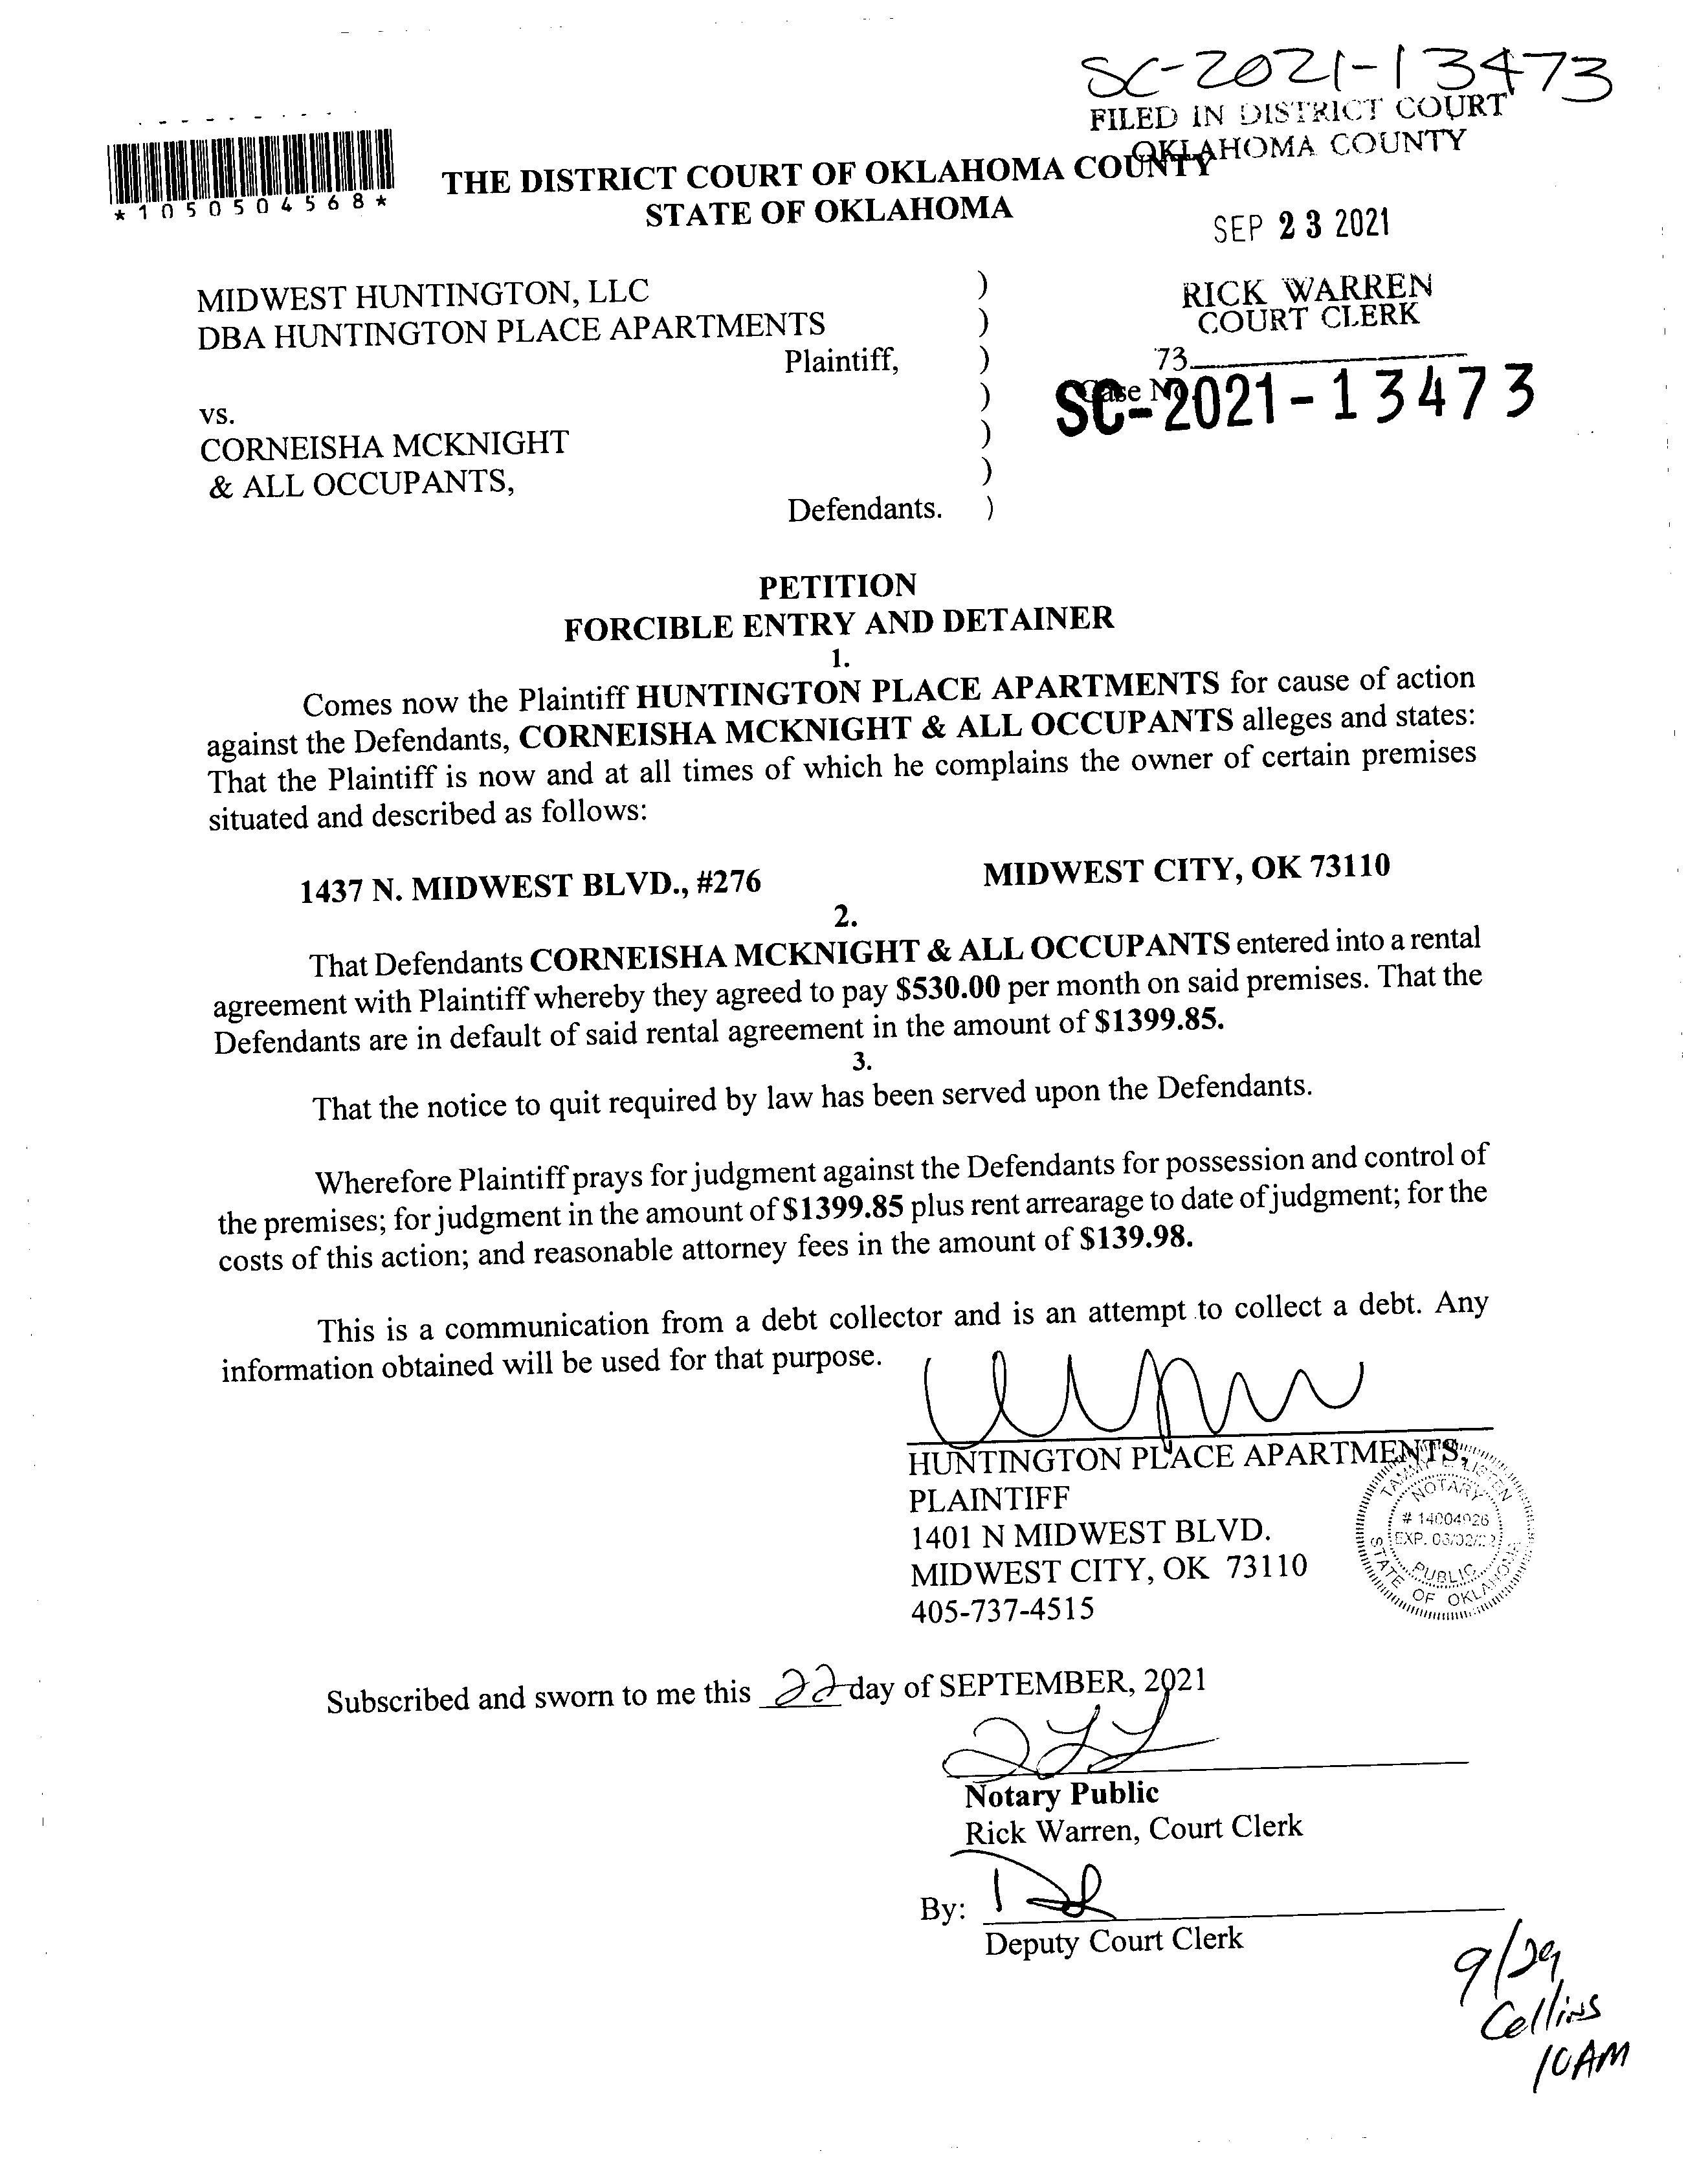 SC-2021-13473
FILED IN DISTRICT COURT
OKLAHOMA COUNTY
*1050504568*
THE DISTRICT COURT OF OKLAHOMA COUNTY
STATE OF OKLAHOMA
SEP 23 2021
MIDWEST HUNTINGTON, LLC )
DBA HUNTINGTON PLACE APARTMENTS )
RICK WARREN
COURT CLERK
Plaintiff, )
73
)
Case No.
SC-2021-13473
vs.
CORNEISHA MCKNIGHT )
& ALL OCCUPANTS, )
Defendants. )
PETITION
FORCIBLE ENTRY AND DETAINER
1.
Comes now the Plaintiff HUNTINGTON PLACE APARTMENTS for cause of action
against the Defendants, CORNEISHA MCKNIGHT & ALL OCCUPANTS alleges and states:
That the Plaintiff is now and at all times of which he complains the owner of certain premises
situated and described as follows:
1437 N. MIDWEST BLVD., #276 MIDWEST CITY, OK 73110
2.
That Defendants CORNEISHA MCKNIGHT & ALL OCCUPANTS entered into a rental
agreement with Plaintiff whereby they agreed to pay $530.00 per month on said premises. That the
Defendants are in default of said rental agreement in the amount of $1399.85.
3.
That the notice to quit required by law has been served upon the Defendants.
Wherefore Plaintiff prays for judgment against the Defendants for possession and control of
the premises; for judgment in the amount of $1399.85 plus rent arrearage to date of judgment; for the
costs of this action; and reasonable attorney fees in the amount of $139.98.
This is a communication from a debt collector and is an attempt to collect a debt. Any
information obtained will be used for that purpose.
HUNTINGTON PLACE APARTMENTS,
PLAINTIFF
1401 N MIDWEST BLVD.
MIDWEST CITY, OK 73110
405-737-4515
NOTARY
# 14004926
PUBLIC
STATE OF OKLAHOMA
Subscribed and sworn to me this 22 day of SEPTEMBER, 2021
Notary Public
Rick Warren, Court Clerk
By:
Deputy Court Clerk
9/29
Collins
10AM